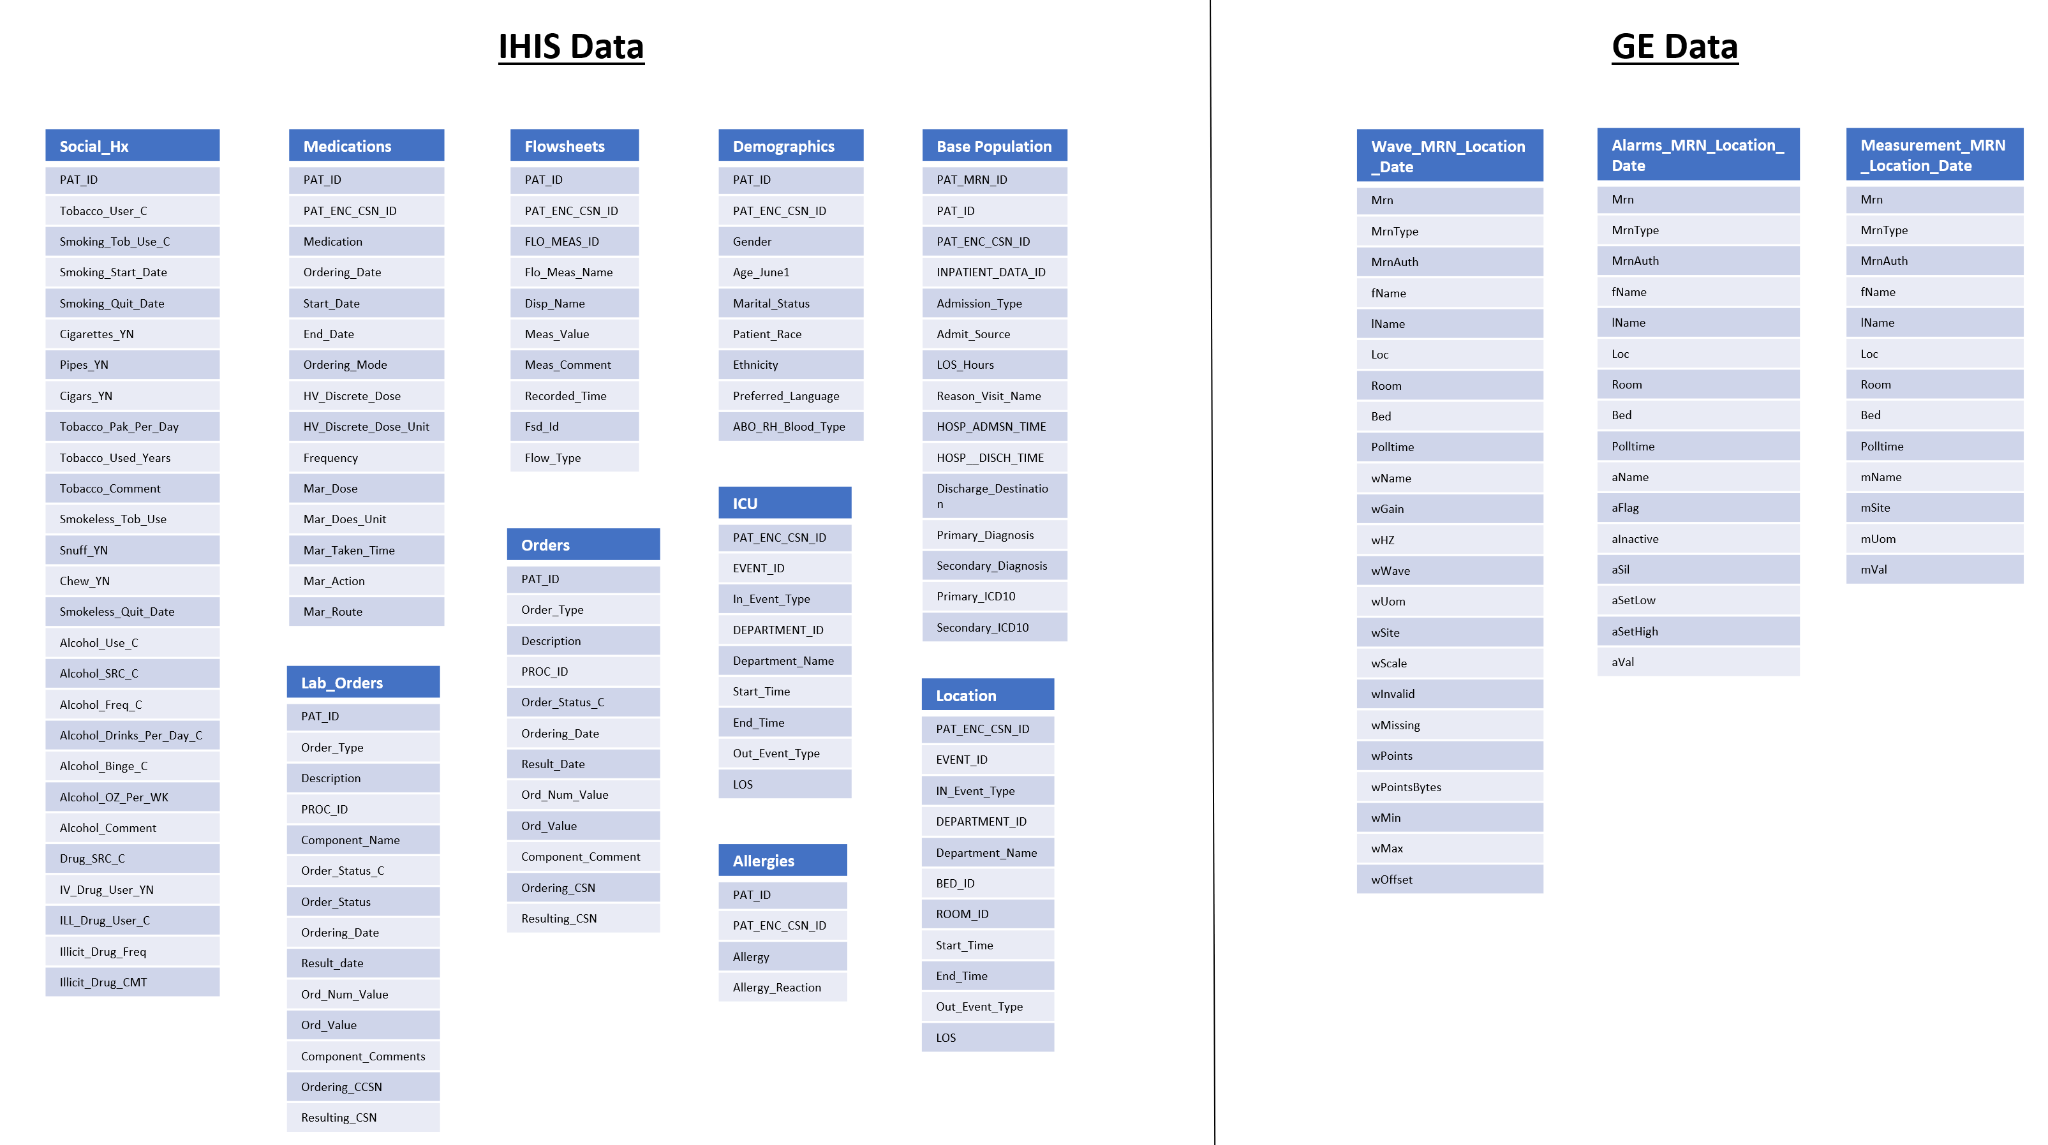 IHIS Data
GE Data
Social_Hx
PAT_ID
Tobacco_User_C
Smoking_Tob_Use_C
Smoking_Start_Date
Smoking_Quit_Date
Cigarettes_YN
Pipes_YN
Cigars_YN
Tobacco_Pak_Per_Day
Tobacco_Used_Years
Tobacco_Comment
Smokeless_Tob_Use
Snuff_YN
Chew_YN
Smokeless_Quit_Date
Alcohol_Use_C
Alcohol_SRC_C
Alcohol_Freq_C
Alcohol_Drinks_Per_Day_C
Alcohol_Binge_C
Alcohol_OZ_Per_WK
Alcohol_Comment
Drug_SRC_C
IV_Drug_User_YN
ILL_Drug_User_C
Illicit_Drug_Freq
Illicit_Drug_CMT
Medications
PAT_ID
PAT_ENC_CSN_ID
Medication
Ordering_Date
Start_Date
End_Date
Ordering_Mode
HV_Discrete_Dose
HV_Discrete_Dose_Unit
Frequency
Mar_Dose
Mar_Does_Unit
Mar_Taken_Time
Mar_Action
Mar_Route
Lab_Orders
PAT_ID
Order_Type
Description
PROC_ID
Component_Name
Order_Status_C
Order_Status
Ordering_Date
Result_date
Ord_Num_Value
Ord_Value
Component_Comments
Ordering_CCSN
Resulting_CSN
Flowsheets
PAT_ID
PAT_ENC_CSN_ID
FLO_MEAS_ID
Flo_Meas_Name
Disp_Name
Meas_Value
Meas_Comment
Recorded_Time
Fsd_Id
Flow_Type
Orders
PAT_ID
Order_Type
Description
PROC_ID
Order_Status_C
Ordering_Date
Result_Date
Ord_Num_Value
Ord_Value
Component_Comment
Ordering_CSN
Resulting_CSN
Demographics
PAT_ID
PAT_ENC_CSN_ID
Gender
Age_June1
Marital_Status
Patient_Race
Ethnicity
Preferred_Language
ABO_RH_Blood_Type
ICU
PAT_ENC_CSN_ID
EVENT_ID
In_Event_Type
DEPARTMENT_ID
Department_Name
Start_Time
End_Time
Out_Event_Type
LOS
Allergies
PAT_ID
PAT_ENC_CSN_ID
Allergy
Allergy_Reaction
Base Population
PAT_MRN_ID
PAT_ID
PAT_ENC_CSN_ID
INPATIENT_DATA_ID
Admission_Type
Admit_Source
LOS_Hours
Reason_Visit_Name
HOSP_ADMSN_TIME
HOSP__DISCH_TIME
Discharge_Destinatio
n
Primary_Diagnosis
Secondary_Diagnosis
Primary_ICD10
Secondary_ICD10
Location
PAT_ENC_CSN_ID
EVENT_ID
IN_Event_Type
DEPARTMENT_ID
Department_Name
BED_ID
ROOM_ID
Start_Time
End_Time
Out_Event_Type
LOS
Wave_MRN_Location
_Date
Mrn
MrnType
MrnAuth
fName
lName
Loc
Room
Bed
Polltime
wName
wGain
wHZ
wWave
wUom
wSite
wScale
wInvalid
wMissing
wPoints
wPointsBytes
wMin
wMax
wOffset
Alarms_MRN_Location_
Date
Mrn
MrnType
MrnAuth
fName
lName
Loc
Room
Bed
Polltime
aName
aFlag
aInactive
aSil
aSetLow
aSetHigh
aVal
Measurement_MRN
_Location_Date
Mrn
MrnType
MrnAuth
fName
lName
Loc
Room
Bed
Polltime
mName
mSite
mUom
mVal